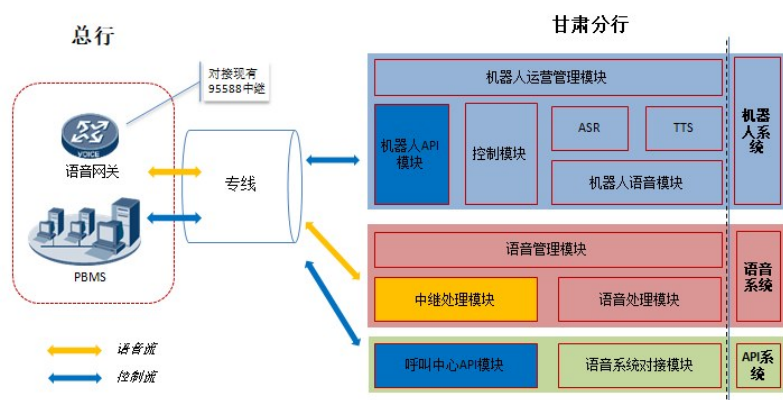 总行
甘肃分行
对接现有
95588中继
VOICE
语音网关
PBMS
专线
语音流
控制流
机器人运营管理模块
机器人API
模块
控制模块
ASR
TTS
机器人语音模块
机器
人系
统
语音管理模块
中继处理模块
语音处理模块
语音
系统
呼叫中心API模块
语音系统对接模块
API系
统